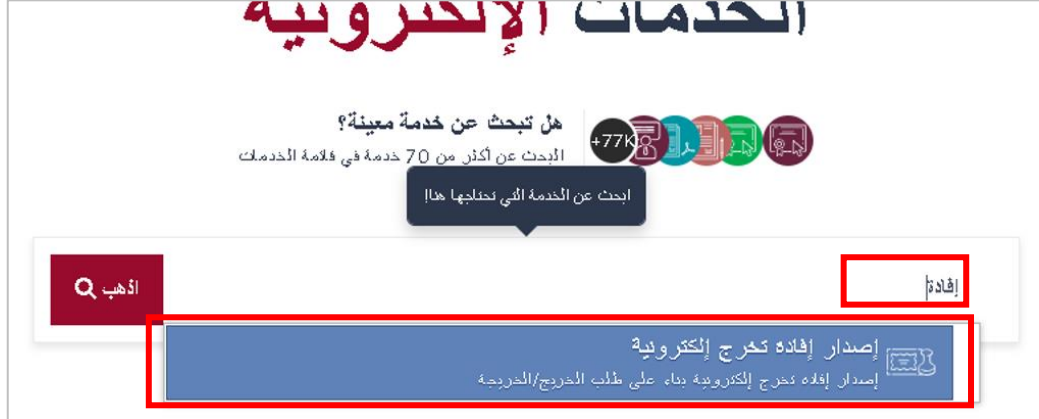 الخدمات الإلكترونية
هل تبحث عن خدمة معينة؟
البحث عن أكثر من 70 خدمة في قائمة الخدمات
+77K
ابحث عن الخدمة التي تحتاجها هنا!
إفادة
اذهب
إصدار إفاده تخرج إلكترونية
إصدار إفاده تخرج إلكترونية بناء على طلب الخريج/الخريجة